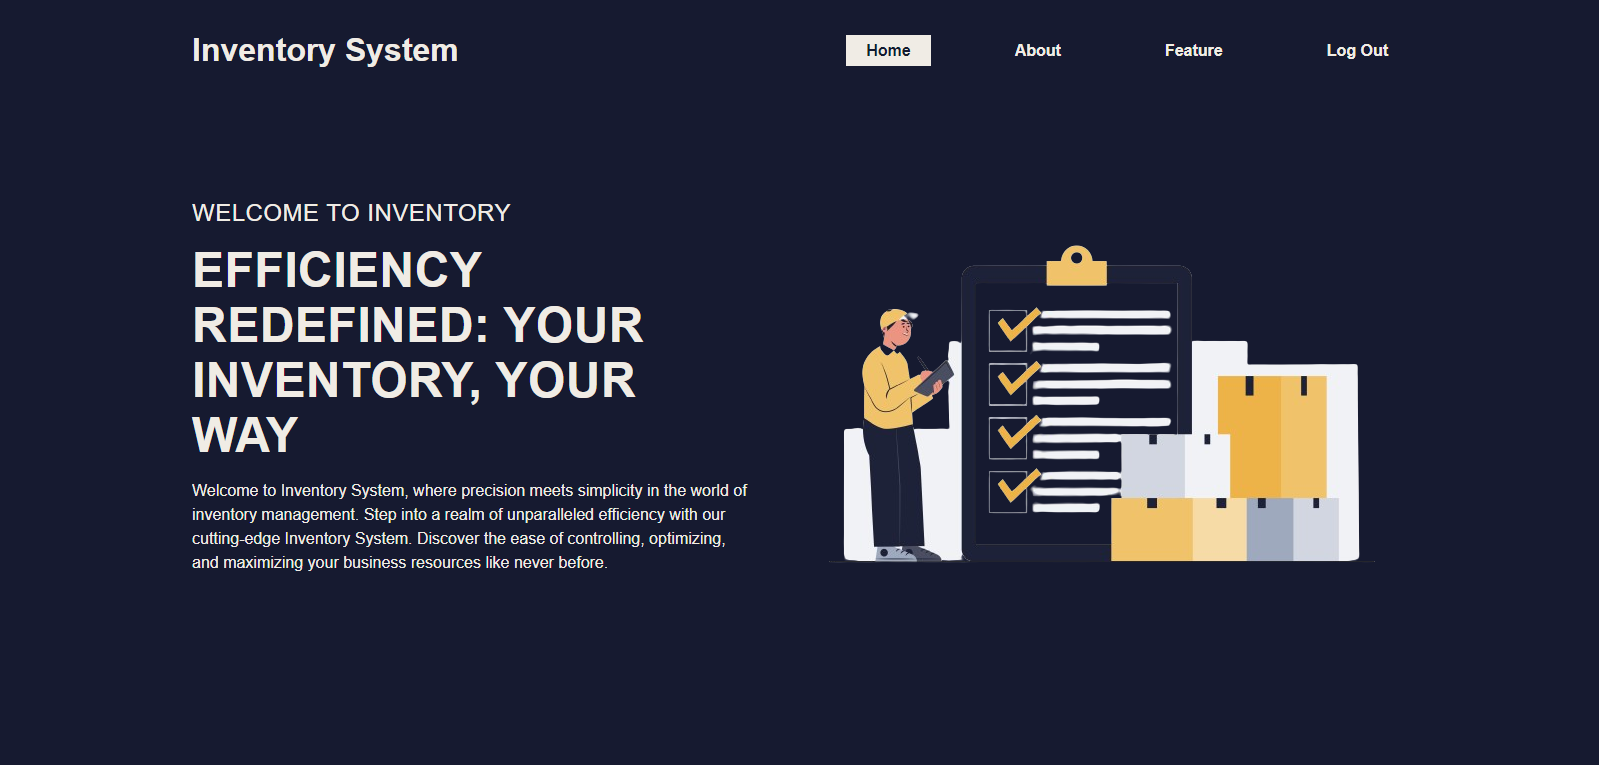 Inventory System
Home
About
Feature
Log Out
WELCOME TO INVENTORY
EFFICIENCY
REDEFINED: YOUR
INVENTORY, YOUR
WAY
Welcome to Inventory System, where precision meets simplicity in the world of
inventory management. Step into a realm of unparalleled efficiency with our
cutting-edge Inventory System. Discover the ease of controlling, optimizing,
and maximizing your business resources like never before.